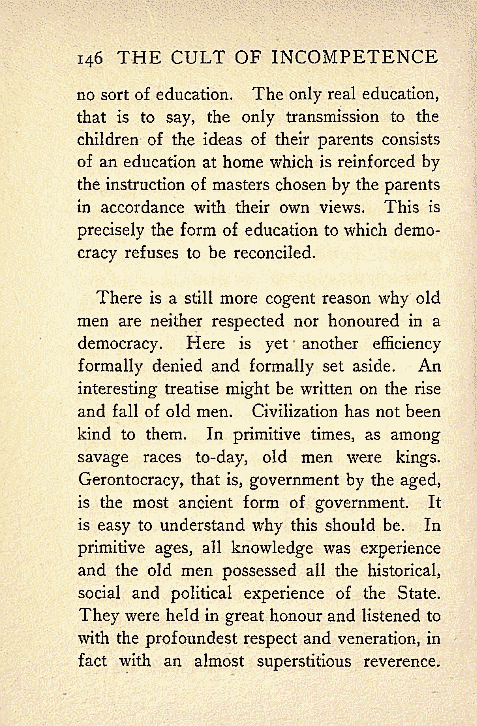 146 THE CULT OF INCOMPETENCE
no sort of education. The only real education,
that is to say, the only transmission to the
children of the ideas of their parents consists
of an education at home which is reinforced by
the instruction of masters chosen by the parents
in accordance with their own views. This is
precisely the form of education to which demo-
cracy refuses to be reconciled.
There is a still more cogent reason why old
men are neither respected nor honoured in a
democracy. Here is yet another efficiency
formally denied and formally set aside. An
interesting treatise might be written on the rise
and fall of old men. Civilization has not been
kind to them. In primitive times, as among
savage races to-day, old men were kings.
Gerontocracy, that is, government by the aged,
is the most ancient form of government. It
is easy to understand why this should be. In
primitive ages, all knowledge was experience
and the old men possessed all the historical,
social and political experience of the State.
They were held in great honour and listened to
with the profoundest respect and veneration, in
fact with an almost superstitious reverence.